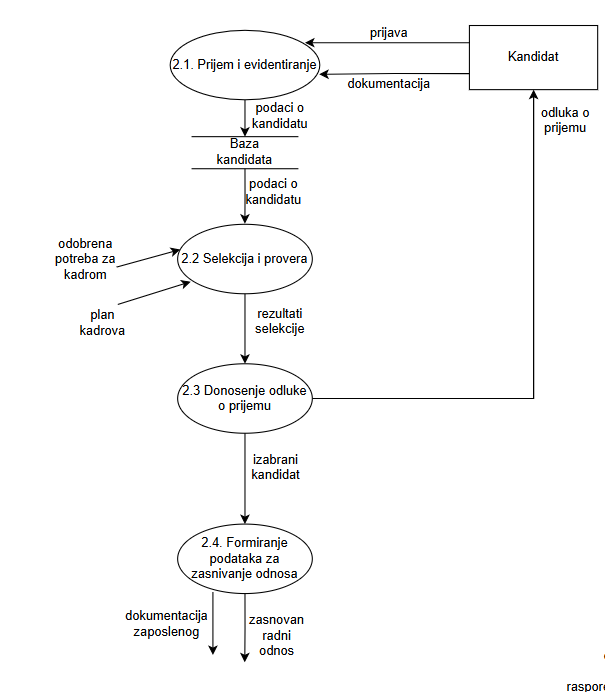 prijava
2.1. Prijem i evidentiranje
Kandidat
dokumentacija
podaci o
kandidatu
odluka o
prijemu
Baza
kandidata
podaci o
kandidatu
odobrena
potreba za
kadrom
2.2 Selekcija i provera
plan
kadrova
rezultati
selekcije
2.3 Donosenje odluke
o prijemu
izabrani
kandidat
2.4. Formiranje
podataka za
zasnivanje odnosa
dokumentacija
zaposlenog
zasnovan
radni
odnos